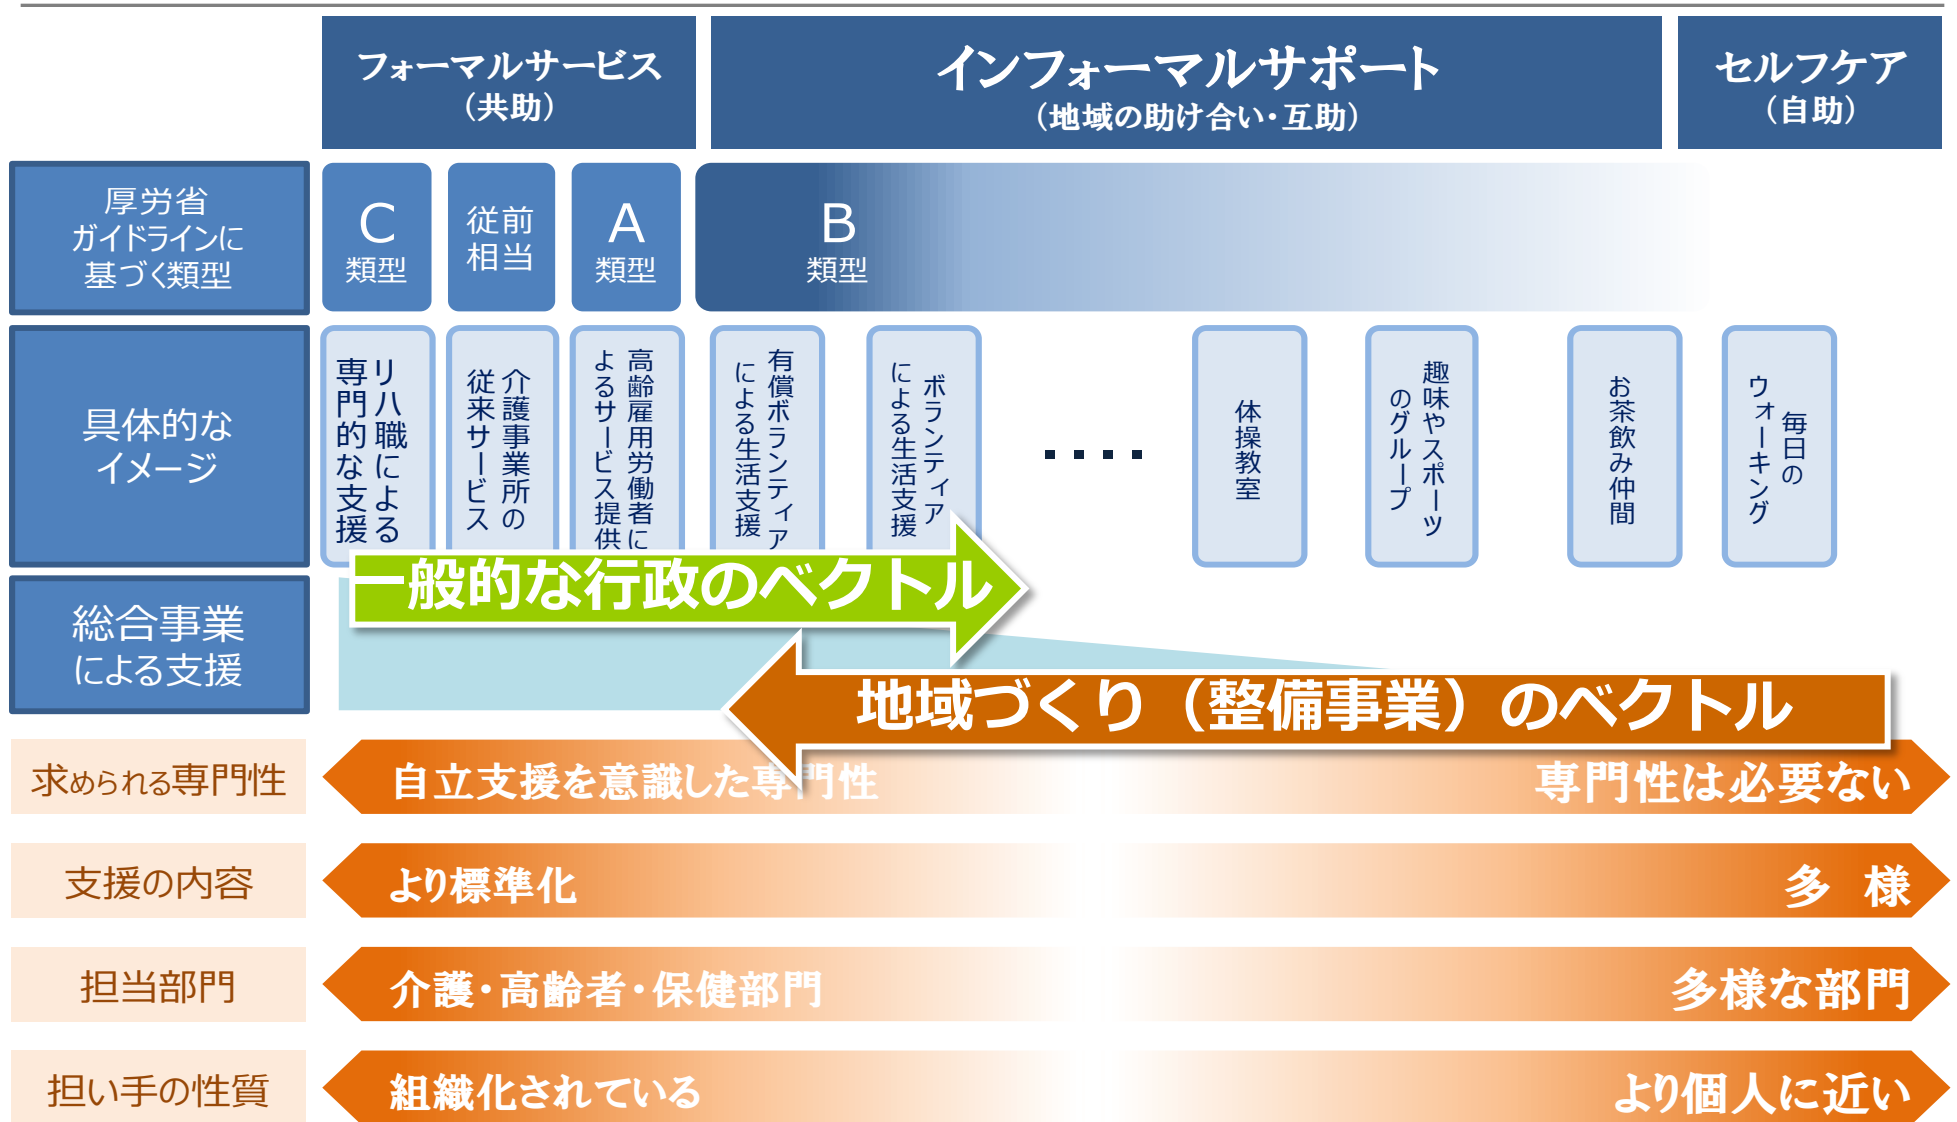 フォーマルサービス
（共助）
インフォーマルサポート
（地域の助け合い・互助）
セルフケア
（自助）
厚労省
ガイドラインに
基づく類型
C
類型
従前
相当
A
類型
B
類型
具体的な
イメージ
リハ職による
専門的な支援
介護事業所の
従来サービス
高齢雇用労働者に
よるサービス提供
有償ボランティア
による生活支援
ボランティア
による生活支援
・・・・
体操教室
趣味やスポーツ
のグループ
お茶飲み仲間
毎日の
ウォーキング
総合事業
による支援
一般的な行政のベクトル
地域づくり（整備事業）のベクトル
求められる専門性
自立支援を意識した専門性
専門性は必要ない
支援の内容
より標準化
多　様
担当部門
介護・高齢者・保健部門
多様な部門
担い手の性質
組織化されている
より個人に近い